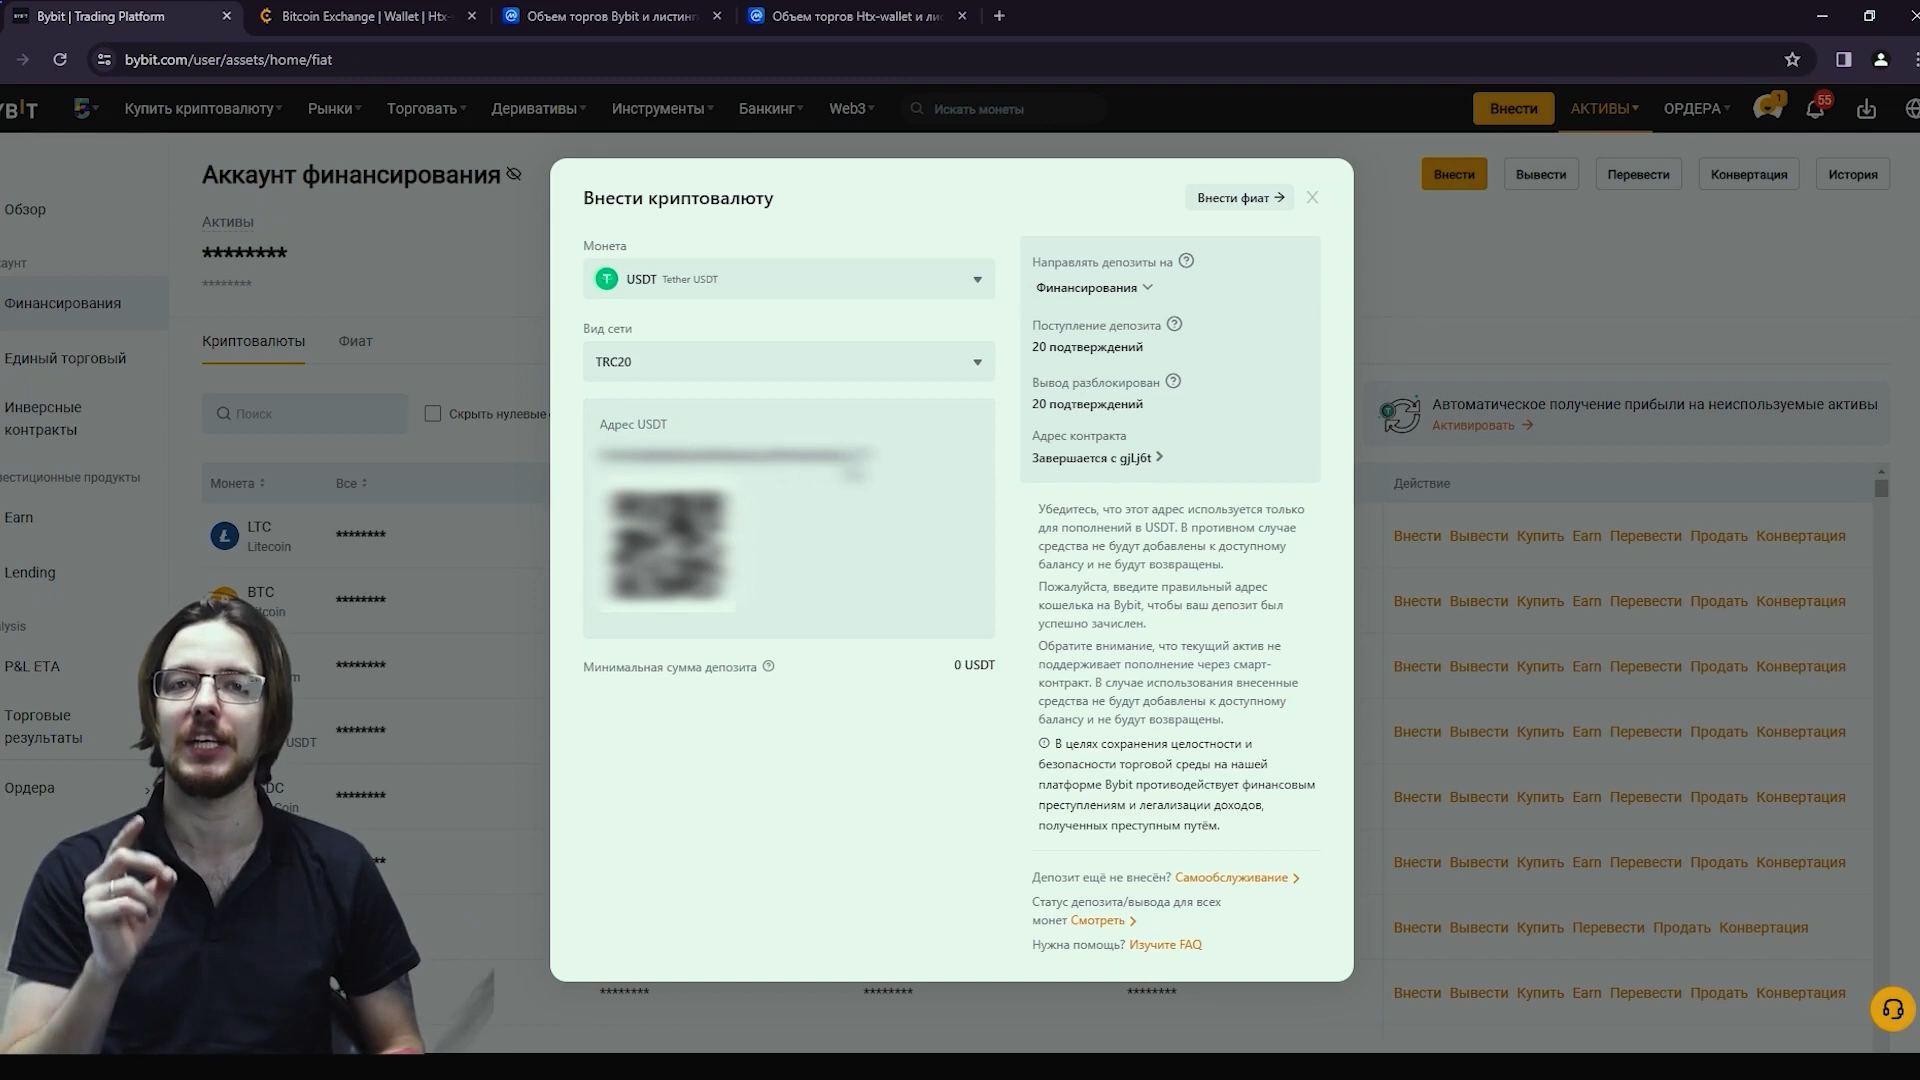 Bybit | Trading Platform
Bitcoin Exchange | Wallet | Htx-
Объем торгов Bybit и листинг
Объем торгов Htx-wallet и ли
bybit.com/user/assets/home/fiat
Купить криптовалюту
Рынки
Торговать
Деривативы
Инструменты
Банкинг
Web3
Искать монеты
Внести
АКТИВЫ
ОРДЕРА
1
55
Аккаунт финансирования
Внести
Вывести
Перевести
Конвертация
История
Обзор
Активы
********
********
Финансирования
Единый торговый
Инверсные
контракты
Earn
Lending
P&L ETA
Торговые
результаты
Ордера
Криптовалюты
Фиат
Поиск
Скрыть нулевые
Монета
Все
LTC
Litecoin
********
BTC
********
********
********
USDT
********
Внести криптовалюту
Внести фиат →
Монета
USDT Tether USDT
Вид сети
TRC20
Адрес USDT
Минимальная сумма депозита
0 USDT
Направлять депозиты на
Финансирования
Поступление депозита
20 подтверждений
Вывод разблокирован
20 подтверждений
Адрес контракта
Завершается с gjLj6t
Убедитесь, что этот адрес используется только
для пополнений в USDT. В противном случае
средства не будут добавлены к доступному
балансу и не будут возвращены.
Пожалуйста, введите правильный адрес
кошелька на Bybit, чтобы ваш депозит был
успешно зачислен.
Обратите внимание, что текущий актив не
поддерживает пополнение через смарт-
контракт. В случае использования внесенные
средства не будут добавлены к доступному
балансу и не будут возвращены.
В целях сохранения целостности и
безопасности торговой среды на нашей
платформе Bybit противодействует финансовым
преступлениям и легализации доходов,
полученных преступным путём.
Депозит ещё не внесён? Самообслуживание
Статус депозита/вывода для всех
монет Смотреть
Нужна помощь? Изучите FAQ
******** ******** ********
Автоматическое получение прибыли на неиспользуемые активы
Активировать →
Действие
Внести Вывести Купить Earn Перевести Продать Конвертация
Внести Вывести Купить Earn Перевести Продать Конвертация
Внести Вывести Купить Earn Перевести Продать Конвертация
Внести Вывести Купить Earn Перевести Продать Конвертация
Внести Вывести Купить Earn Перевести Продать Конвертация
Внести Вывести Купить Earn Перевести Продать Конвертация
Внести Вывести Купить Перевести Продать Конвертация
Внести Вывести Купить Earn Перевести Продать Конвертация